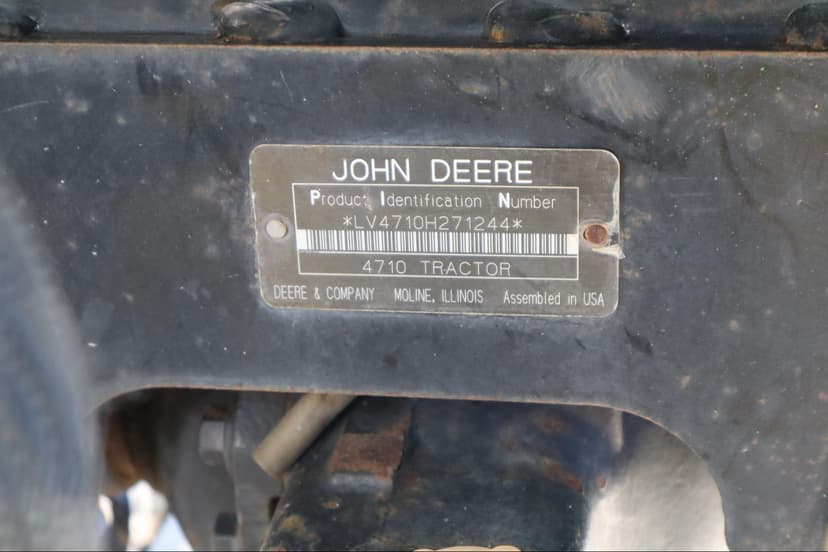 JOHN DEERE
Product Identification Number
*LV4710H271244*
4710 TRACTOR
DEERE & COMPANY MOLINE, ILLINOIS Assembled in USA